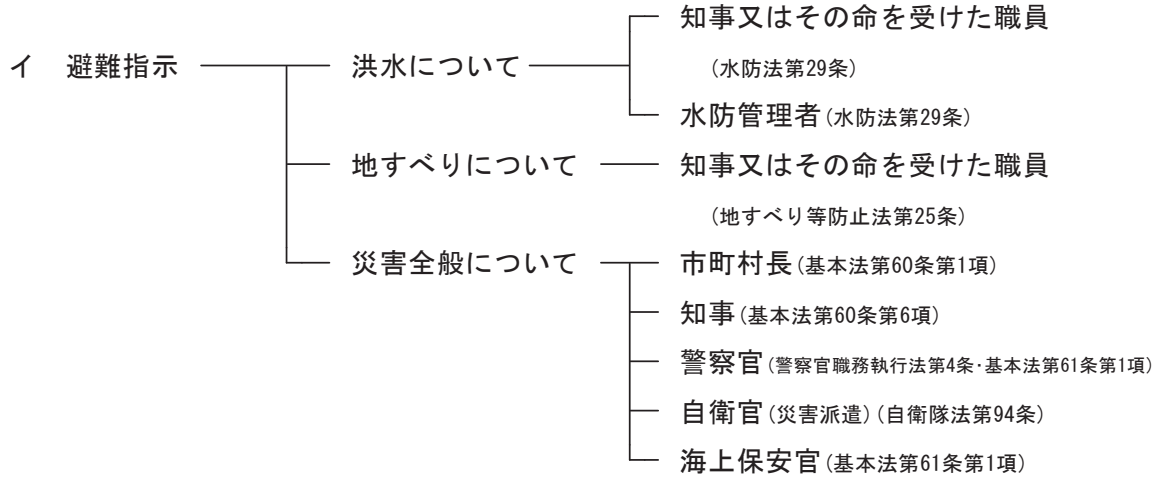 イ 避難指示
洪水について
知事又はその命を受けた職員
(水防法第29条)
水防管理者(水防法第29条)
地すべりについて
知事又はその命を受けた職員
(地すべり等防止法第25条)
災害全般について
市町村長(基本法第60条第1項)
知事(基本法第60条第6項)
警察官(警察官職務執行法第4条・基本法第61条第1項)
自衛官(災害派遣)(自衛隊法第94条)
海上保安官(基本法第61条第1項)